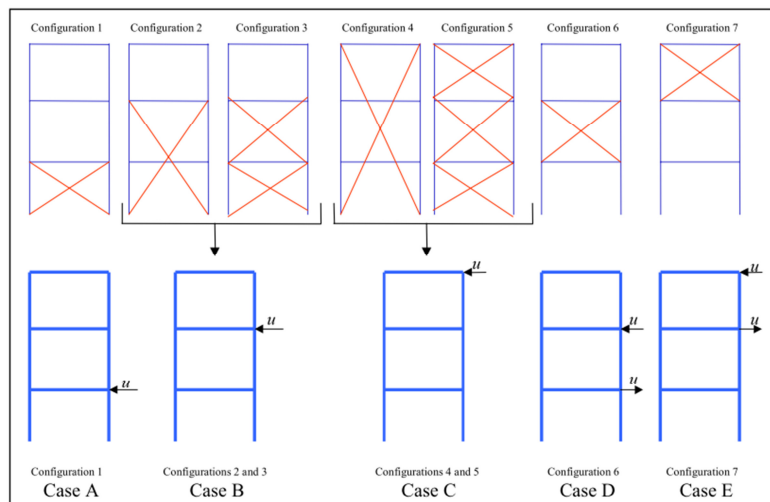 Configuration 1 Configuration 2 Configuration 3 Configuration 4 Configuration 5 Configuration 6 Configuration 7
u u
u u u
u u
Configuration 1 Configurations 2 and 3 Configurations 4 and 5 Configuration 6 Configuration 7
Case A Case B Case C Case D Case E